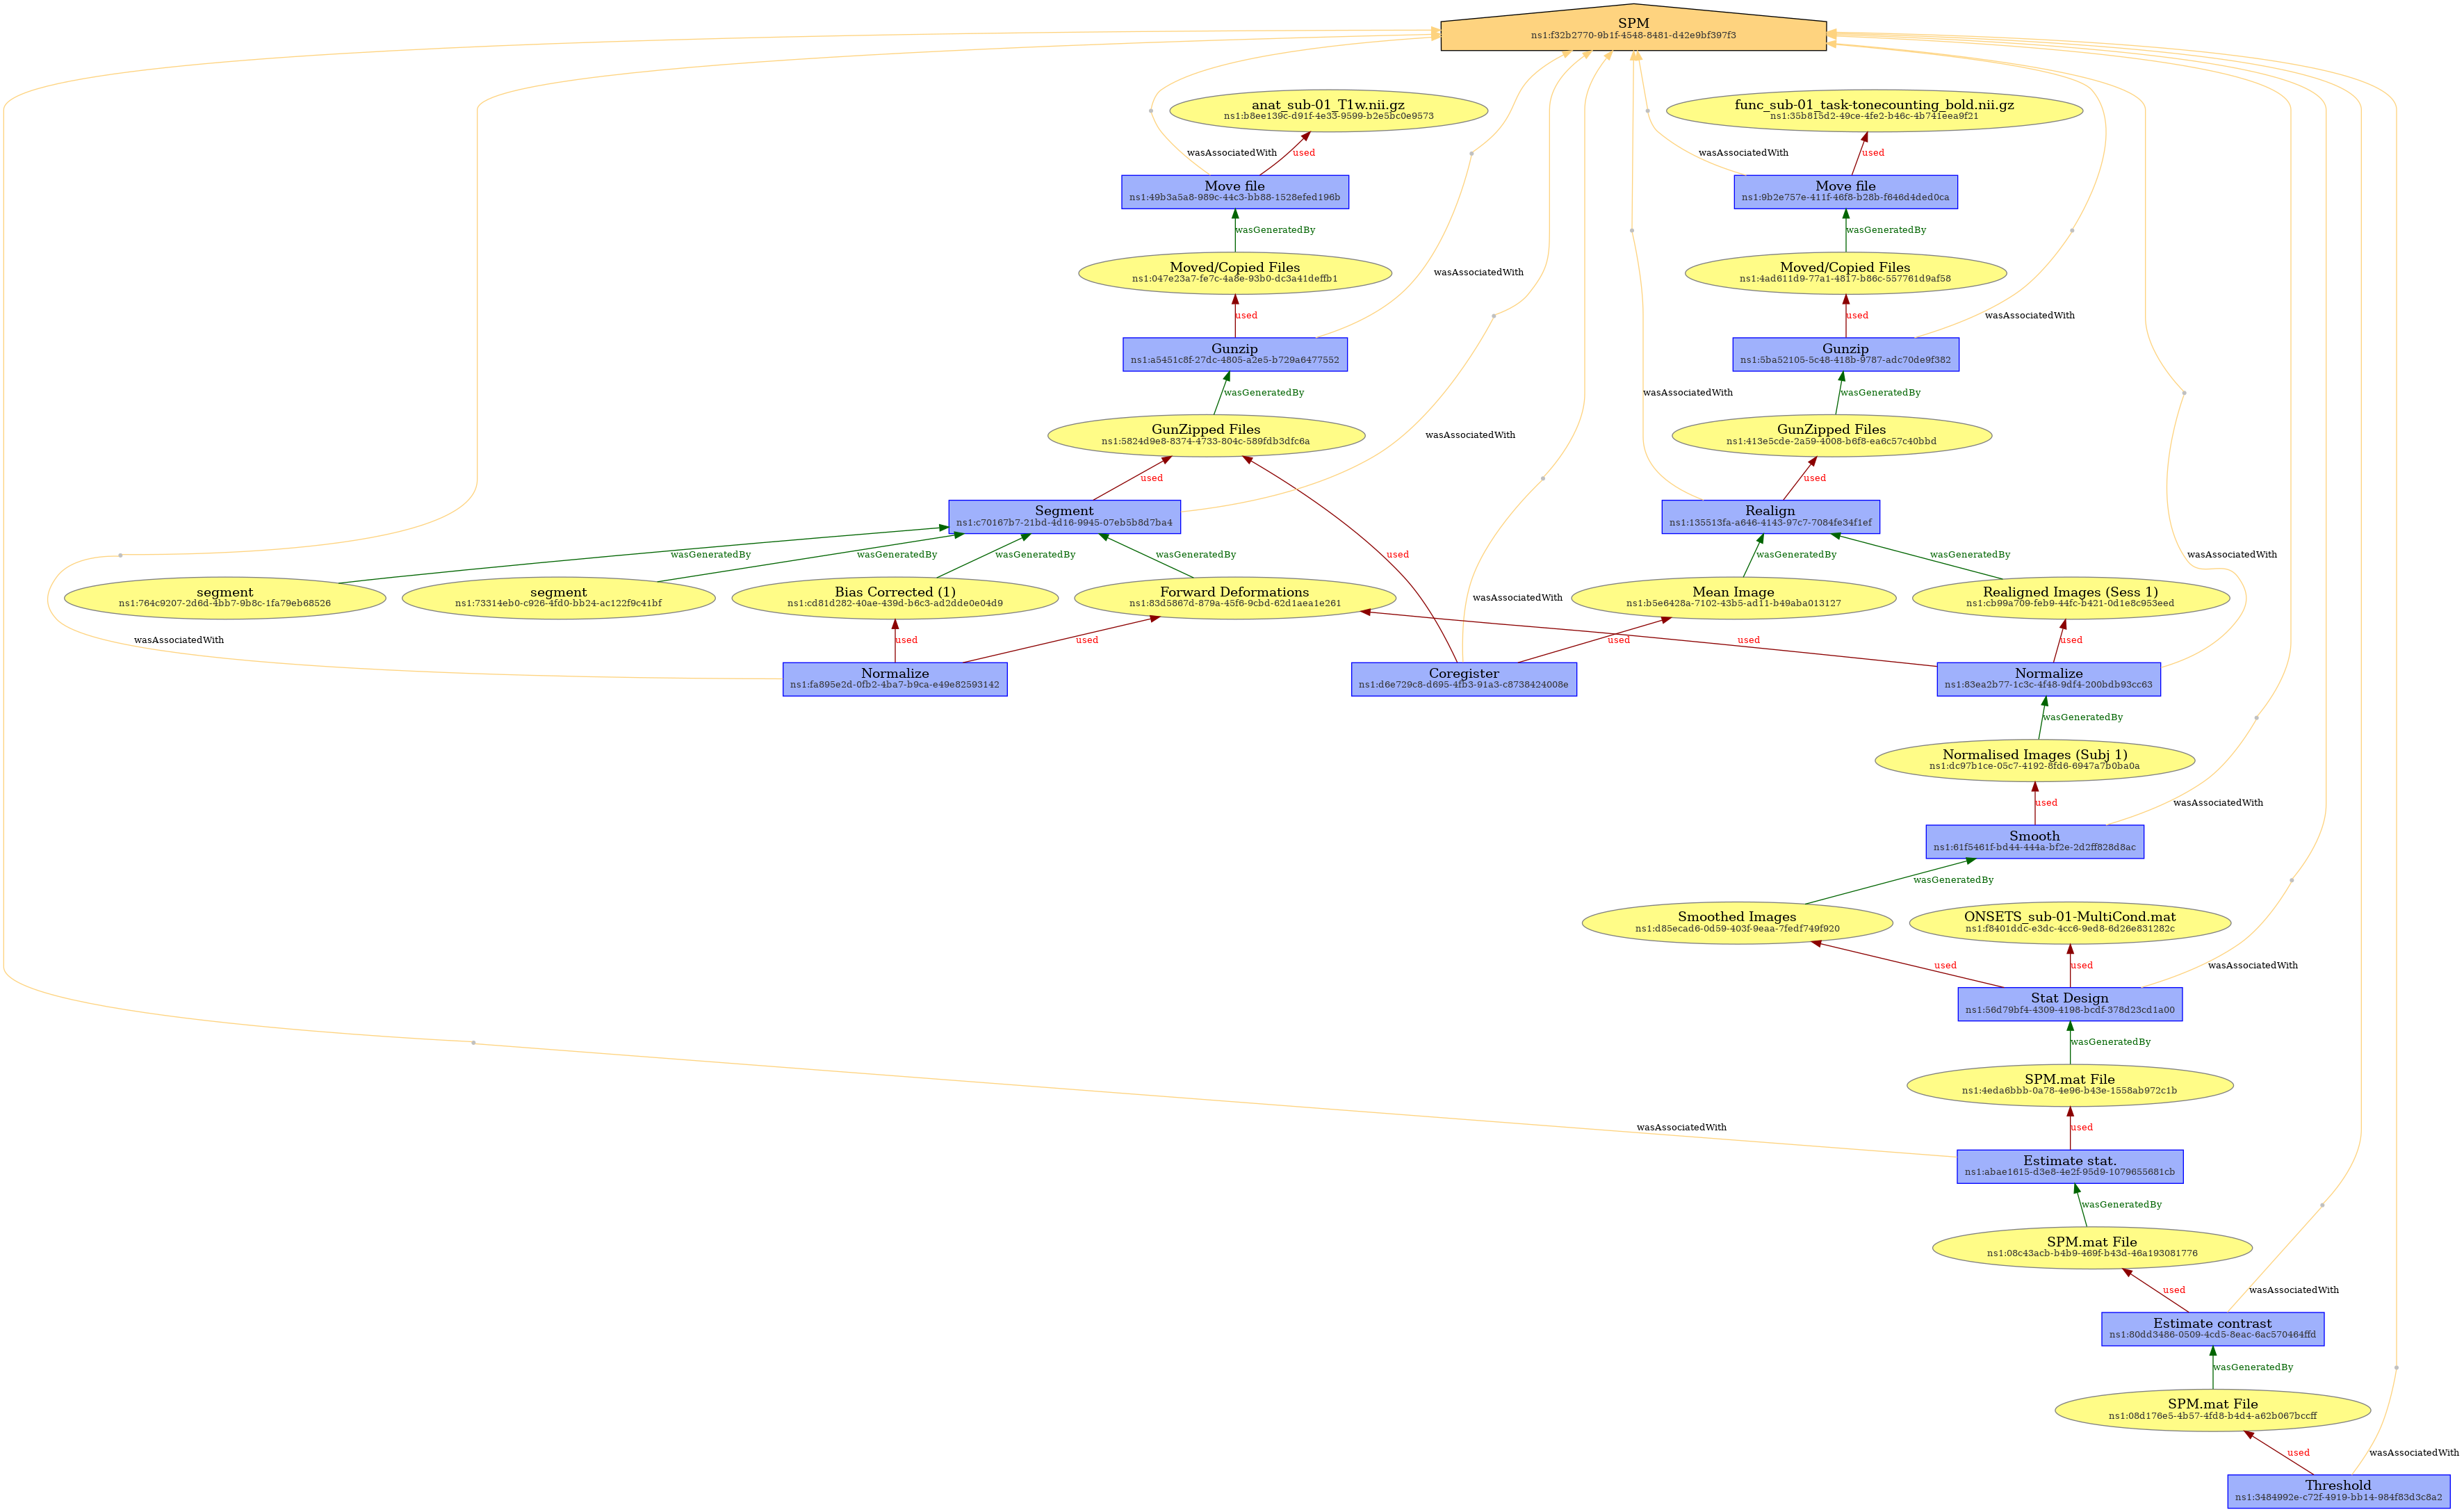 SPM
ns1:f32b2770-9b1f-4548-8481-d42e9bf397f3
anat_sub-01_T1w.nii.gz
ns1:b8ee139c-d91f-4e33-9599-b2e5bc0e9573
func_sub-01_task-tonecounting_bold.nii.gz
ns1:35b815d2-49ce-4fe2-b46c-4b741eea9f21
wasAssociatedWith
used
wasAssociatedWith
used
Move file
ns1:49b3a5a8-989c-44c3-bb88-1528efed196b
Move file
ns1:9b2e757e-411f-46f8-b28b-f646d4ded0ca
wasGeneratedBy
wasGeneratedBy
Moved/Copied Files
ns1:047e23a7-fe7c-4a8e-93b0-dc3a41deffb1
wasAssociatedWith
Moved/Copied Files
ns1:4ad611d9-77a1-4817-b86c-557761d9af58
used
used
wasAssociatedWith
Gunzip
ns1:a5451c8f-27dc-4805-a2e5-b729a6477552
Gunzip
ns1:5ba52105-5c48-418b-9787-adc70de9f382
wasGeneratedBy
wasAssociatedWith
wasGeneratedBy
GunZipped Files
ns1:5824d9e8-8374-4733-804c-589fdb3dfc6a
wasAssociatedWith
GunZipped Files
ns1:413e5cde-2a59-4008-b6f8-ea6c57c40bbd
used
used
Segment
ns1:c70167b7-21bd-4d16-9945-07eb5b8d7ba4
Realign
ns1:135513fa-a646-4143-97c7-7084fe34f1ef
wasGeneratedBy
wasGeneratedBy
wasGeneratedBy
wasGeneratedBy
used
wasGeneratedBy
wasGeneratedBy
wasAssociatedWith
segment
ns1:764c9207-2d6d-4bb7-9b8c-1fa79eb68526
segment
ns1:73314eb0-c926-4fd0-bb24-ac122f9c41bf
Bias Corrected (1)
ns1:cd81d282-40ae-439d-b6c3-ad2dde0e04d9
Forward Deformations
ns1:83d5867d-879a-45f6-9cbd-62d1aea1e261
wasAssociatedWith
Mean Image
ns1:b5e6428a-7102-43b5-ad11-b49aba013127
Realigned Images (Sess 1)
ns1:cb99a709-feb9-44fc-b421-0d1e8c953eed
wasAssociatedWith
used
used
used
used
used
Normalize
ns1:fa895e2d-0fb2-4ba7-b9ca-e49e82593142
Coregister
ns1:d6e729c8-d695-4fb3-91a3-c8738424008e
Normalize
ns1:83ea2b77-1c3c-4f48-9df4-200bdb93cc63
wasGeneratedBy
Normalised Images (Subj 1)
ns1:dc97b1ce-05c7-4192-8fd6-6947a7b0ba0a
used
wasAssociatedWith
Smooth
ns1:61f5461f-bd44-444a-bf2e-2d2ff828d8ac
wasGeneratedBy
Smoothed Images
ns1:d85ecad6-0d59-403f-9eaa-7fedf749f920
ONSETS_sub-01-MultiCond.mat
ns1:f8401ddc-e3dc-4cc6-9ed8-6d26e831282c
used
used
wasAssociatedWith
Stat Design
ns1:56d79bf4-4309-4198-bcdf-378d23cd1a00
wasGeneratedBy
SPM.mat File
ns1:4eda6bbb-0a78-4e96-b43e-1558ab972c1b
wasAssociatedWith
used
Estimate stat.
ns1:abae1615-d3e8-4e2f-95d9-1079655681cb
wasGeneratedBy
SPM.mat File
ns1:08c43acb-b4b9-469f-b43d-46a193081776
used
wasAssociatedWith
Estimate contrast
ns1:80dd3486-0509-4cd5-8eac-6ac570464ffd
wasGeneratedBy
SPM.mat File
ns1:08d176e5-4b57-4fd8-b4d4-a62b067bccff
used
wasAssociatedWith
Threshold
ns1:3484992e-c72f-4919-bb14-984f83d3c8a2